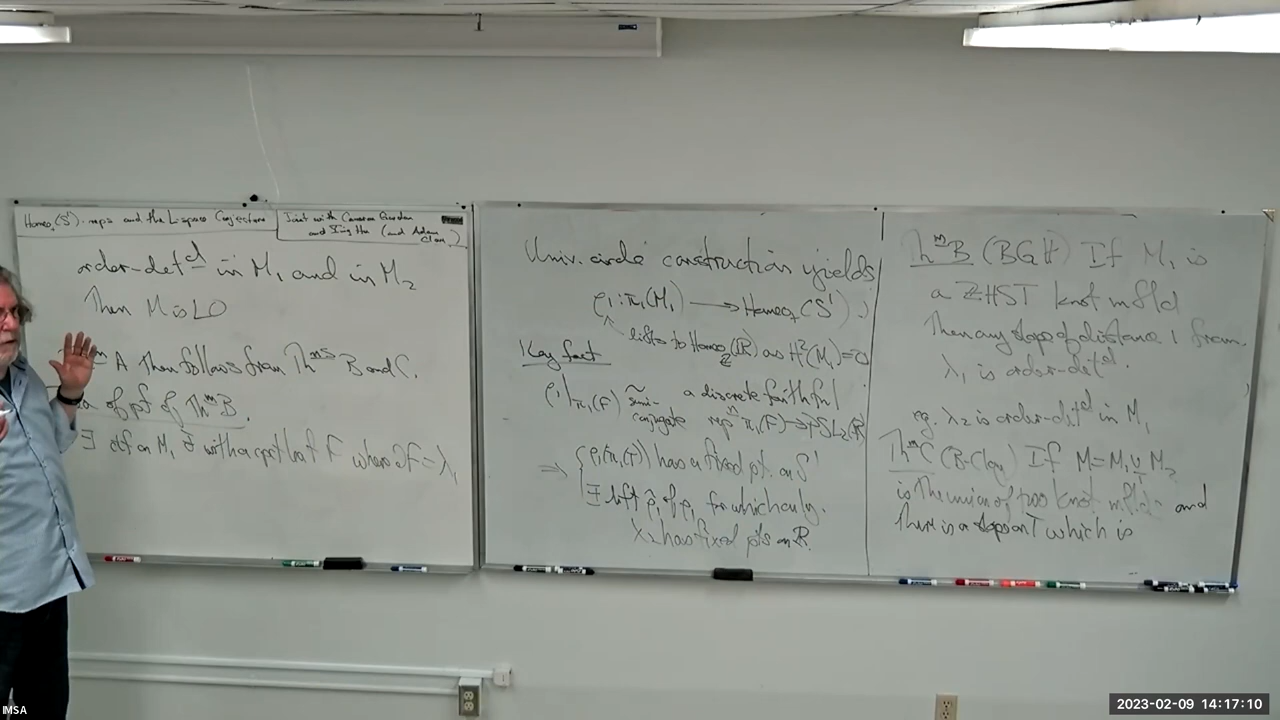 Homeo₊(S¹)-reps and the L-space Conjecture
Joint with Cameron Gordon
and Ying Hu (and Adam
Clay)
order-detᵈ in M₁ and in M₂
Then M is LO
A then follows from Thᵐˢ B and C.
of pf of Thᵐ B.
∃ on M₁ with a cpct leaf F where ∂F = λ₁
Univ. circle construction yields
ρ₁: π₁(M₁) → Homeo₊(S¹)
lifts to Homeo_ℤ(ℝ) as H²(M₁)=0
Key fact
ρ₁|π₁(F) ~ semi-conjugate a discrete faithful
repⁿ π₁(F) → PSL₂(ℝ)
⇒ { ρ₁(π₁(T)) has a fixed pt. on S¹
∃ lift ρ̃₁ of ρ₁ for which only
λ₂ has fixed pts on ℝ.
Thᵐ B (BGH) If M₁ is
a ℤHST knot mfld
Then any slope of distance 1 from
λ₁ is order-detᵈ.
eg. λ₂ is order-detᵈ in M₁
Thᵐ C (B-Clay) If M = M₁ ∪_T M₂
is the union of two knot mflds and
there is a slope on T which is
2023-02-09 14:17:10
IMSA